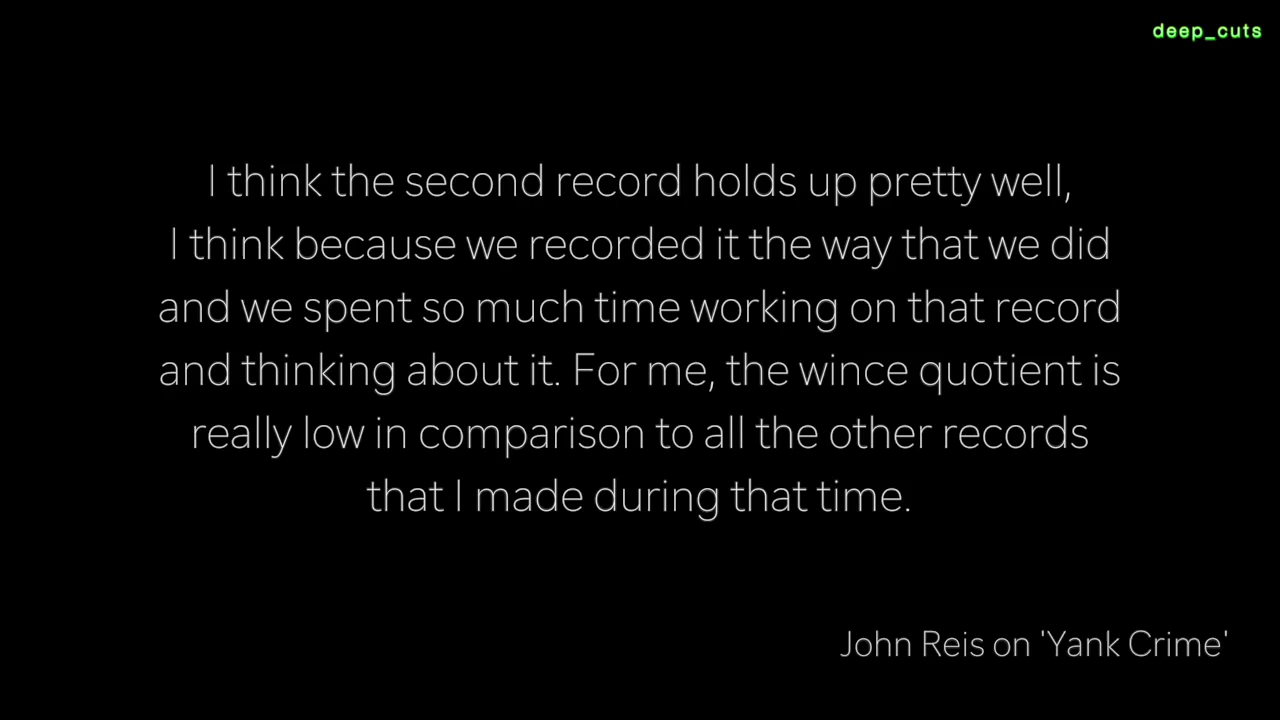 deep_cuts
I think the second record holds up pretty well,
I think because we recorded it the way that we did
and we spent so much time working on that record
and thinking about it. For me, the wince quotient is
really low in comparison to all the other records
that I made during that time.
John Reis on 'Yank Crime'